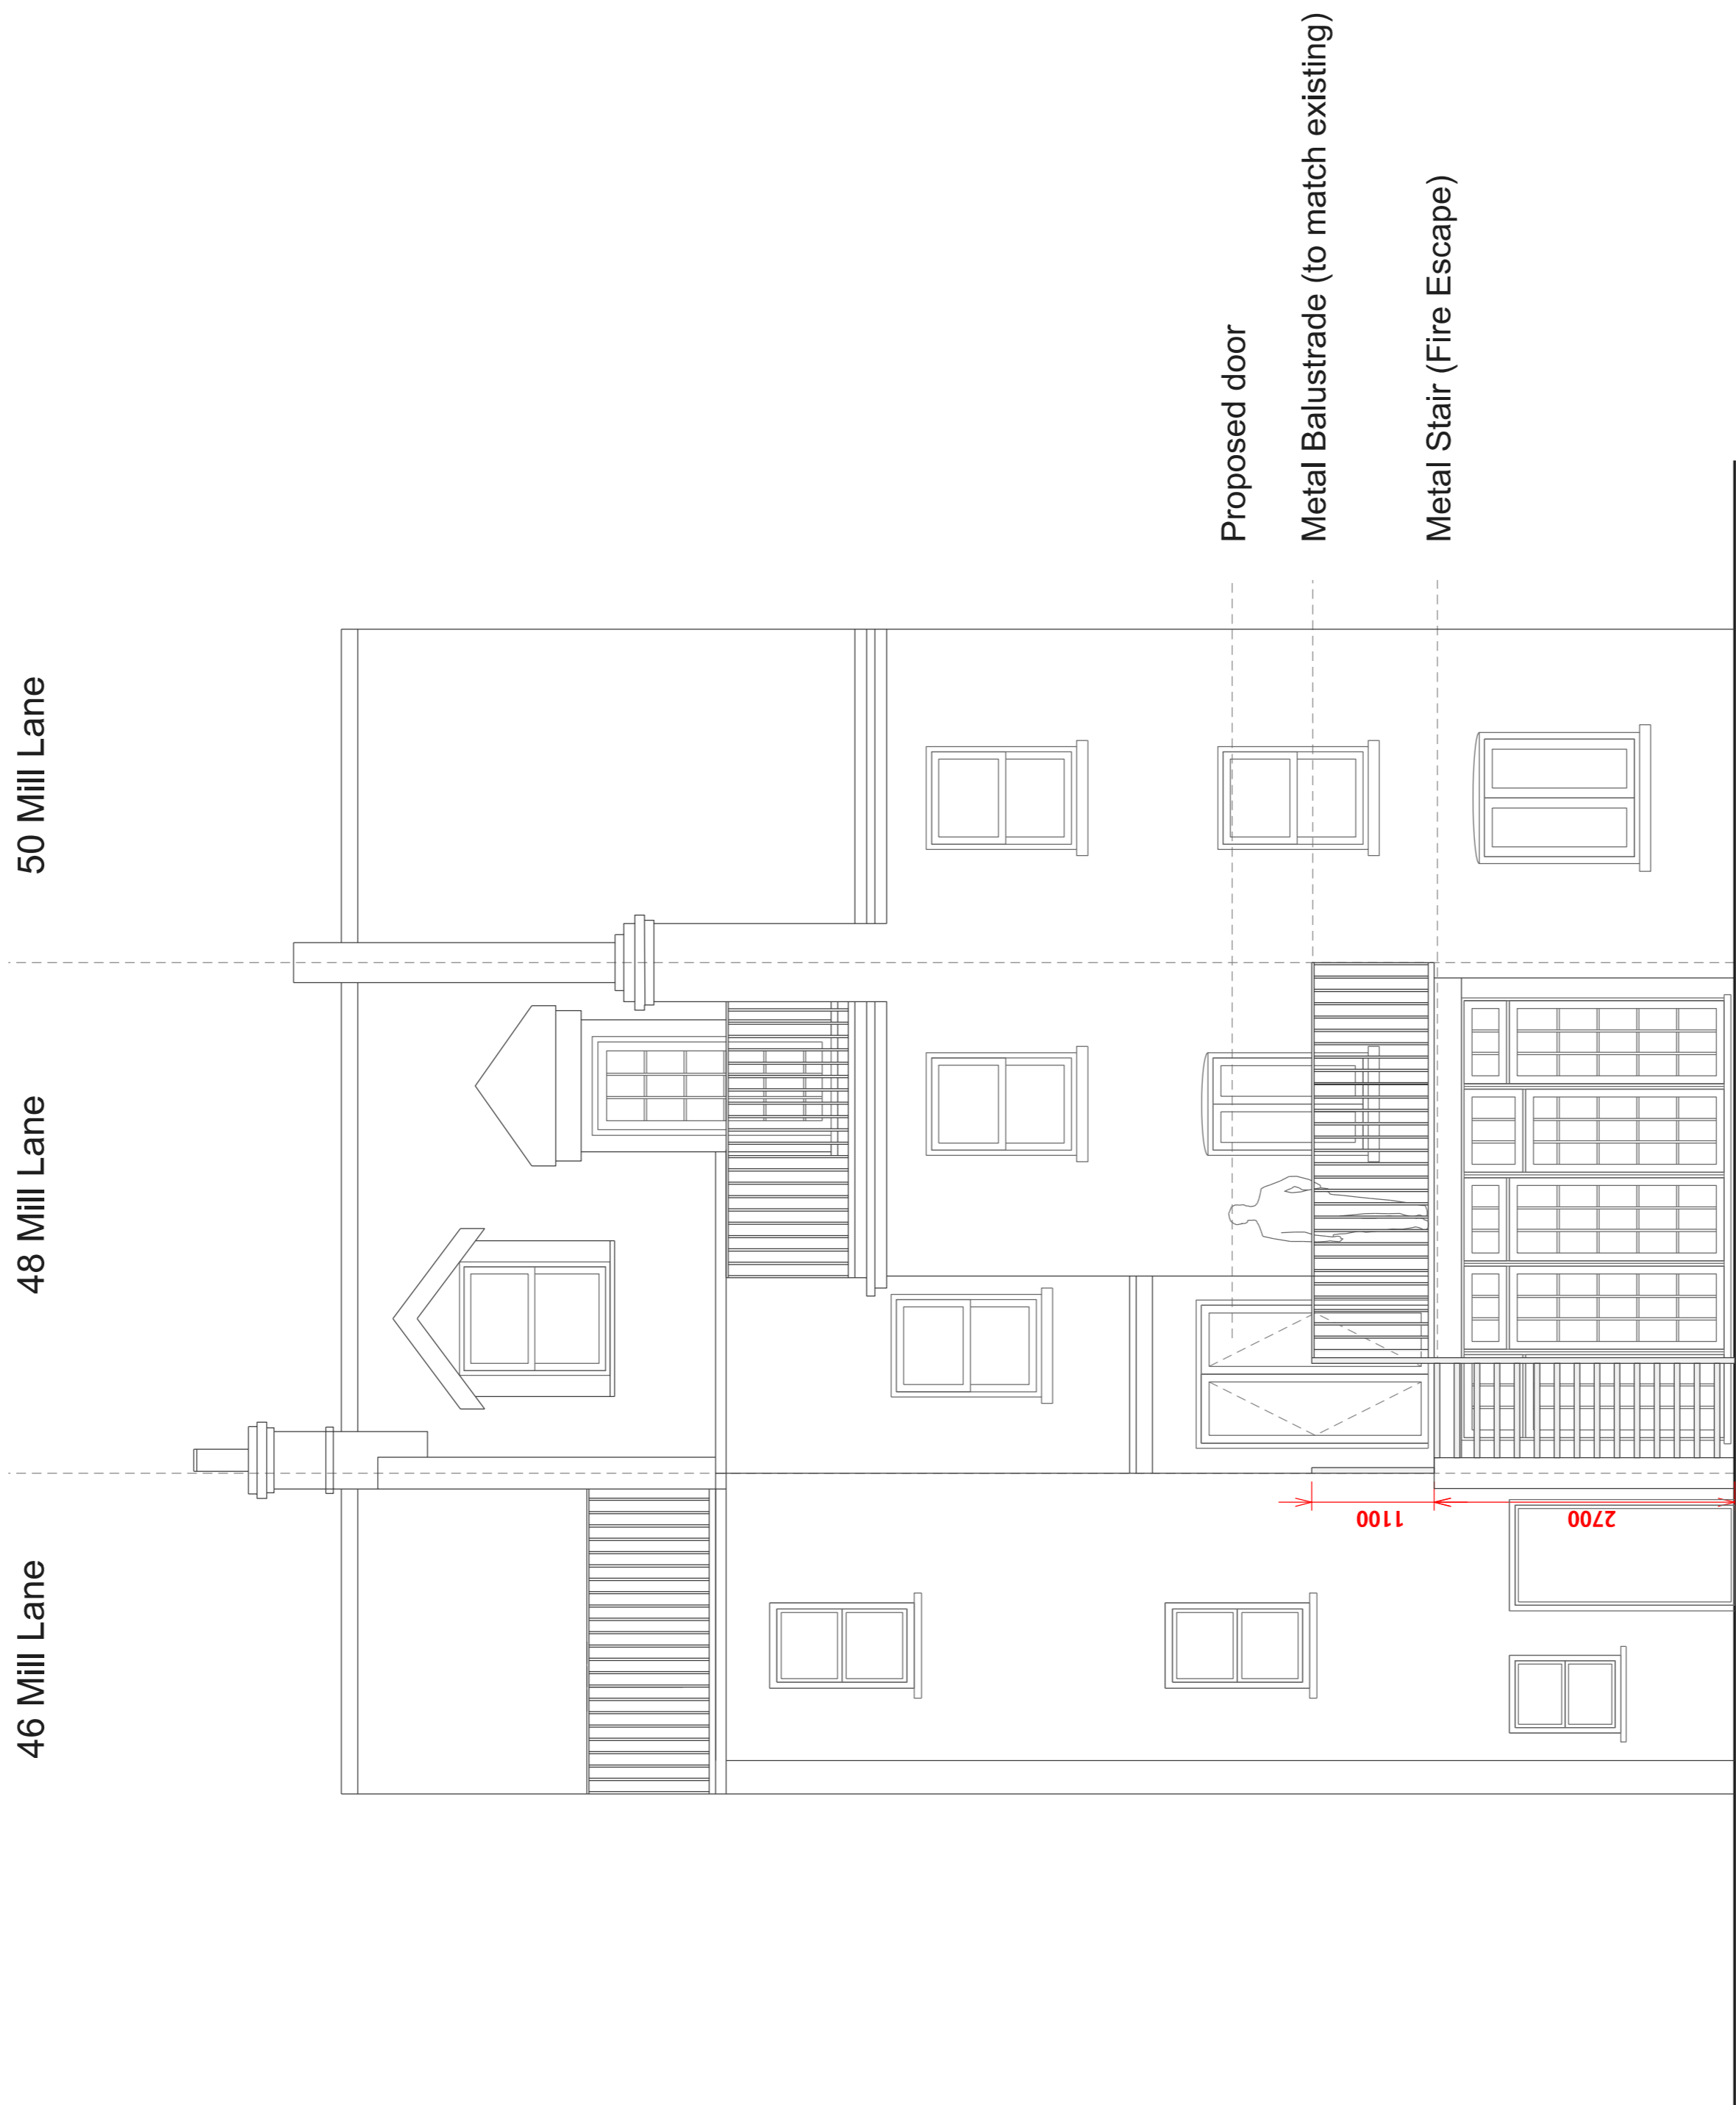 46 Mill Lane
48 Mill Lane
50 Mill Lane
Proposed door
Metal Balustrade (to match existing)
Metal Stair (Fire Escape)
1100
2700